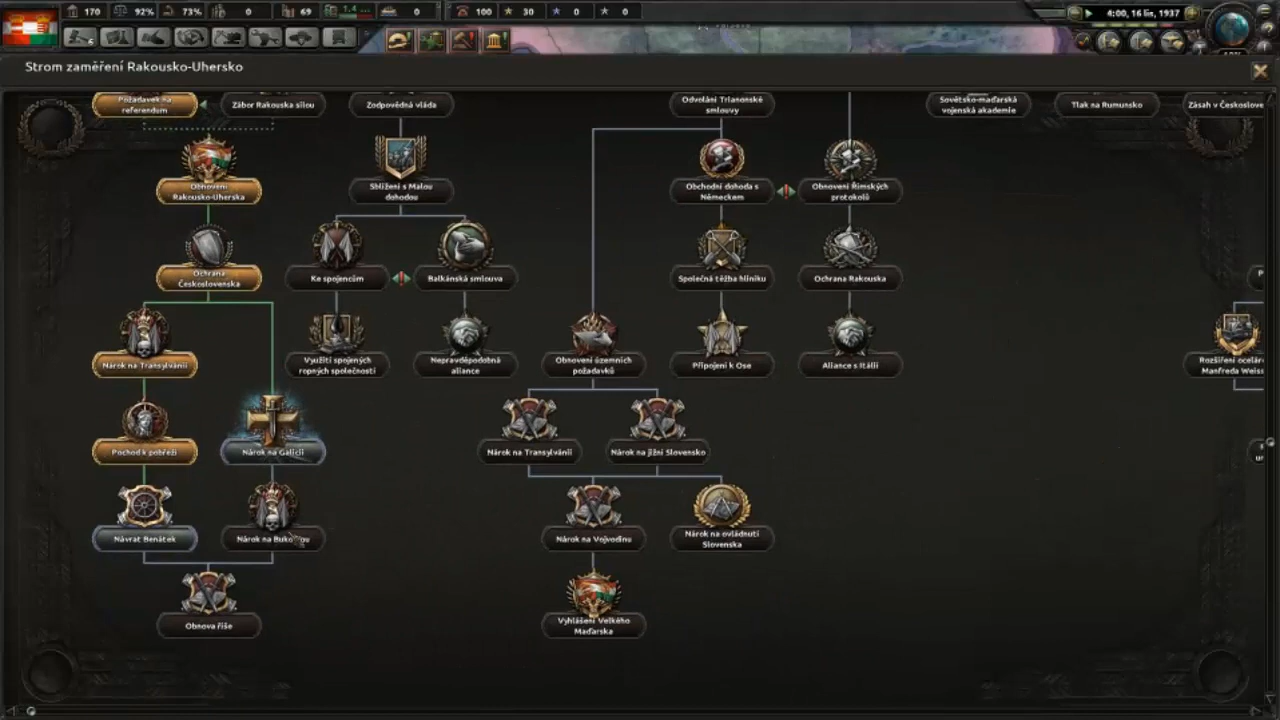 170
92%
73%
0
69
1.4 ...
0
100
30
0
0
4:00, 16 lis, 1937
Strom zaměření Rakousko-Uhersko
Požadavek na
referendum
Zábor Rakouska silou
Zodpovědná vláda
Odvolání Trianonské
smlouvy
Sovětsko-maďarská
vojenská akademie
Tlak na Rumunsko
Zásah v Českoslove
Obnovení
Rakousko-Uherska
Sblížení s Malou
dohodou
Obchodní dohoda s
Německem
Obnovení Římských
protokolů
Ochrana
Československa
Ke spojencům
Balkánská smlouva
Společná těžba hliníku
Ochrana Rakouska
Nárok na Transylvánii
Využití spojených
ropných společností
Nepravděpodobná
aliance
Obnovení územních
požadavků
Připojení k Ose
Aliance s Itálií
Rozšíření ocelár
Manfreda Weiss
Pochod k pobřeží
Nárok na Galicii
Nárok na Transylvánii
Nárok na jižní Slovensko
Návrat Benátek
Nárok na Vojvodinu
Nárok na ovládnutí
Slovenska
Obnova říše
Vyhlášení Velkého
Maďarska